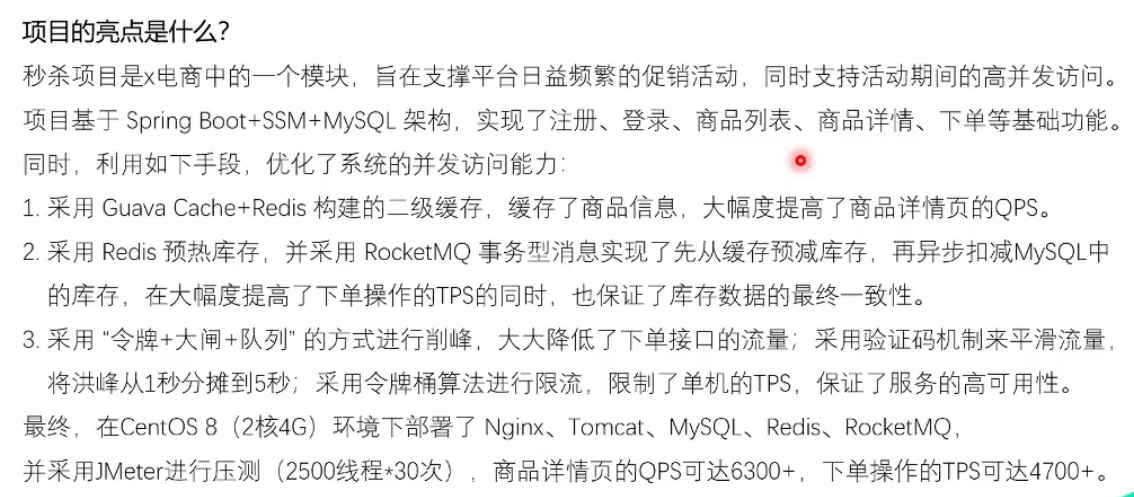 项目的亮点是什么？
秒杀项目是x电商中的一个模块，旨在支撑平台日益频繁的促销活动，同时支持活动期间的高并发访问。
项目基于 Spring Boot+SSM+MySQL 架构，实现了注册、登录、商品列表、商品详情、下单等基础功能。
同时，利用如下手段，优化了系统的并发访问能力：
1. 采用 Guava Cache+Redis 构建的二级缓存，缓存了商品信息，大幅度提高了商品详情页的QPS。
2. 采用 Redis 预热库存，并采用 RocketMQ 事务型消息实现了先从缓存预减库存，再异步扣减MySQL中
的库存，在大幅度提高了下单操作的TPS的同时，也保证了库存数据的最终一致性。
3. 采用 “令牌+大闸+队列” 的方式进行削峰，大大降低了下单接口的流量；采用验证码机制来平滑流量，
将洪峰从1秒分摊到5秒；采用令牌桶算法进行限流，限制了单机的TPS，保证了服务的高可用性。
最终，在CentOS 8（2核4G）环境下部署了 Nginx、Tomcat、MySQL、Redis、RocketMQ，
并采用JMeter进行压测（2500线程*30次），商品详情页的QPS可达6300+，下单操作的TPS可达4700+。